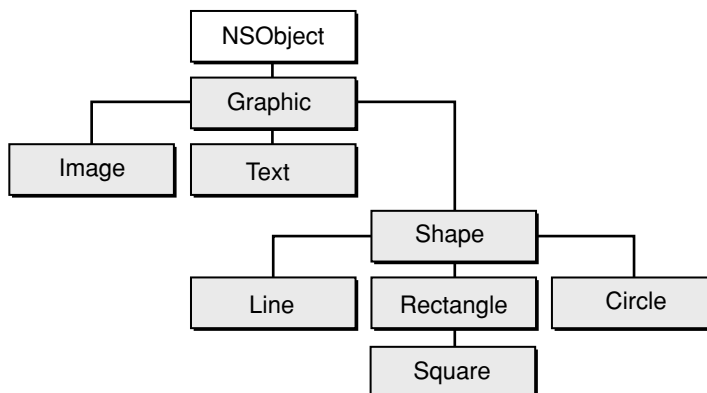 NSObject
Graphic
Image
Text
Shape
Line
Rectangle
Circle
Square